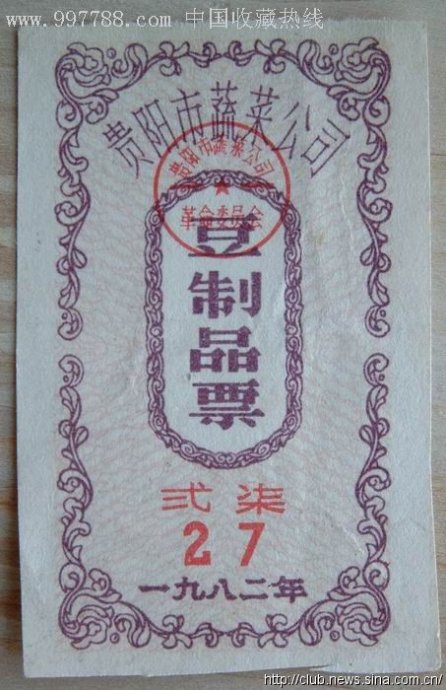 www.997788.com 中国收藏热线
贵阳市蔬菜公司
贵阳市蔬菜公司
革命委员会
豆制品票
弍柒
27
一九八二年
http://club.news.sina.com.cn/